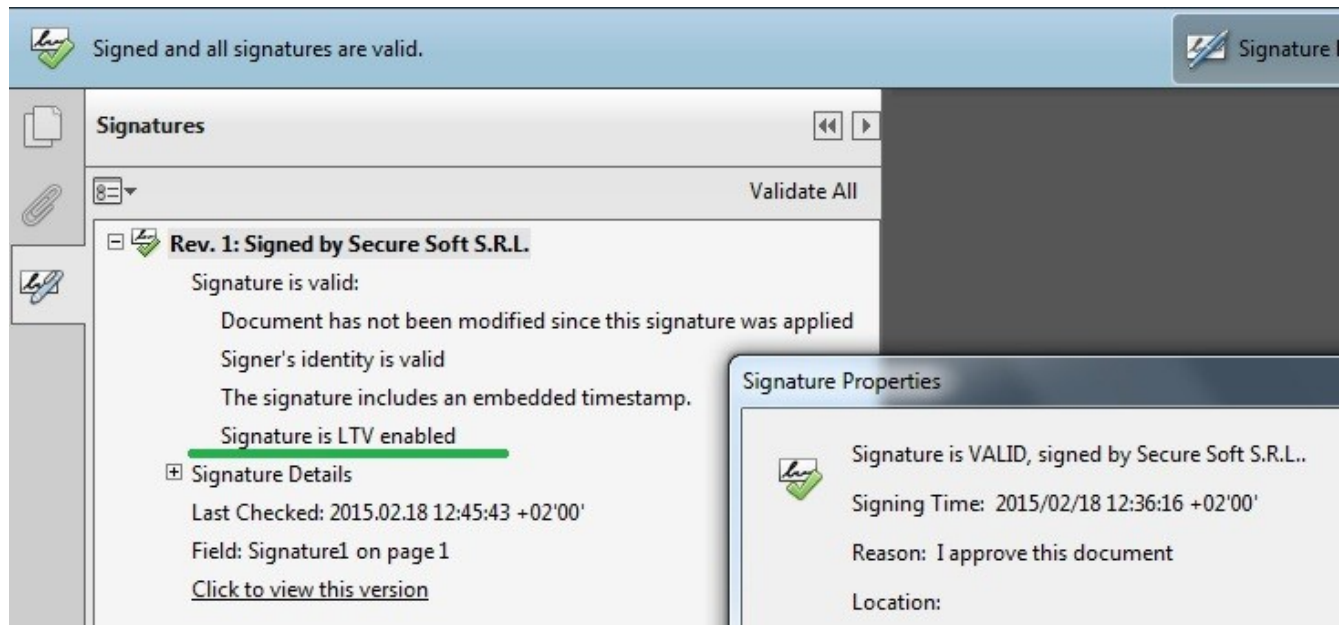 Signed and all signatures are valid.
Signature
Signatures
Validate All
Rev. 1: Signed by Secure Soft S.R.L.
Signature is valid:
Document has not been modified since this signature was applied
Signer's identity is valid
The signature includes an embedded timestamp.
Signature is LTV enabled
Signature Details
Last Checked: 2015.02.18 12:45:43 +02'00'
Field: Signature1 on page 1
Click to view this version
Signature Properties
Signature is VALID, signed by Secure Soft S.R.L..
Signing Time: 2015/02/18 12:36:16 +02'00'
Reason: I approve this document
Location: